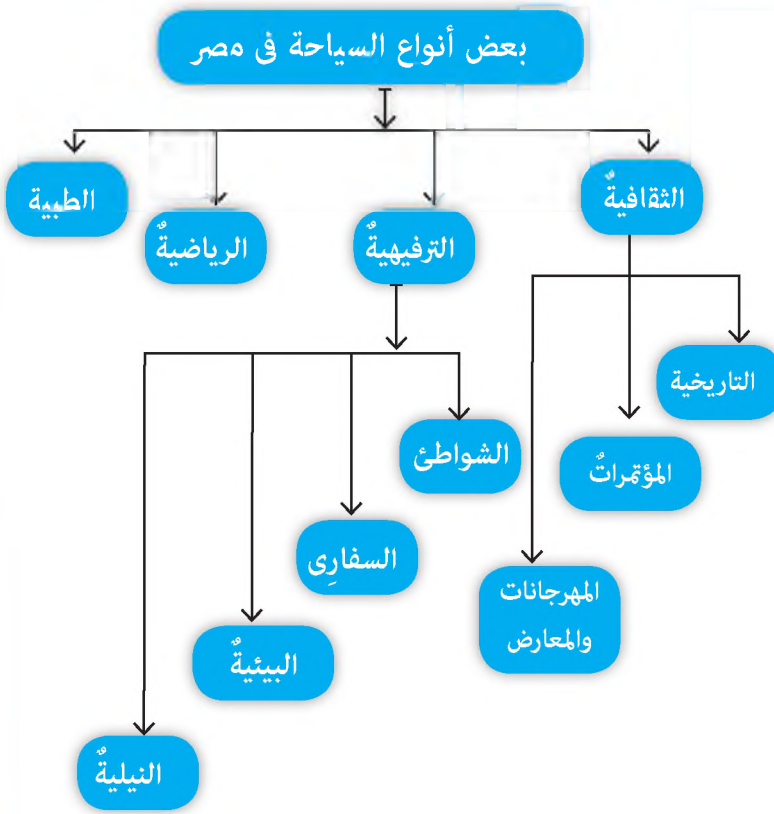 بعض أنواع السياحة فى مصر
الثقافيةٌ
الترفيهيةٌ
الرياضيةٌ
الطبية
التاريخية
المؤتمراتٌ
المهرجانات
والمعارض
الشواطئ
السفارِى
البيئيةٌ
النيليةٌ